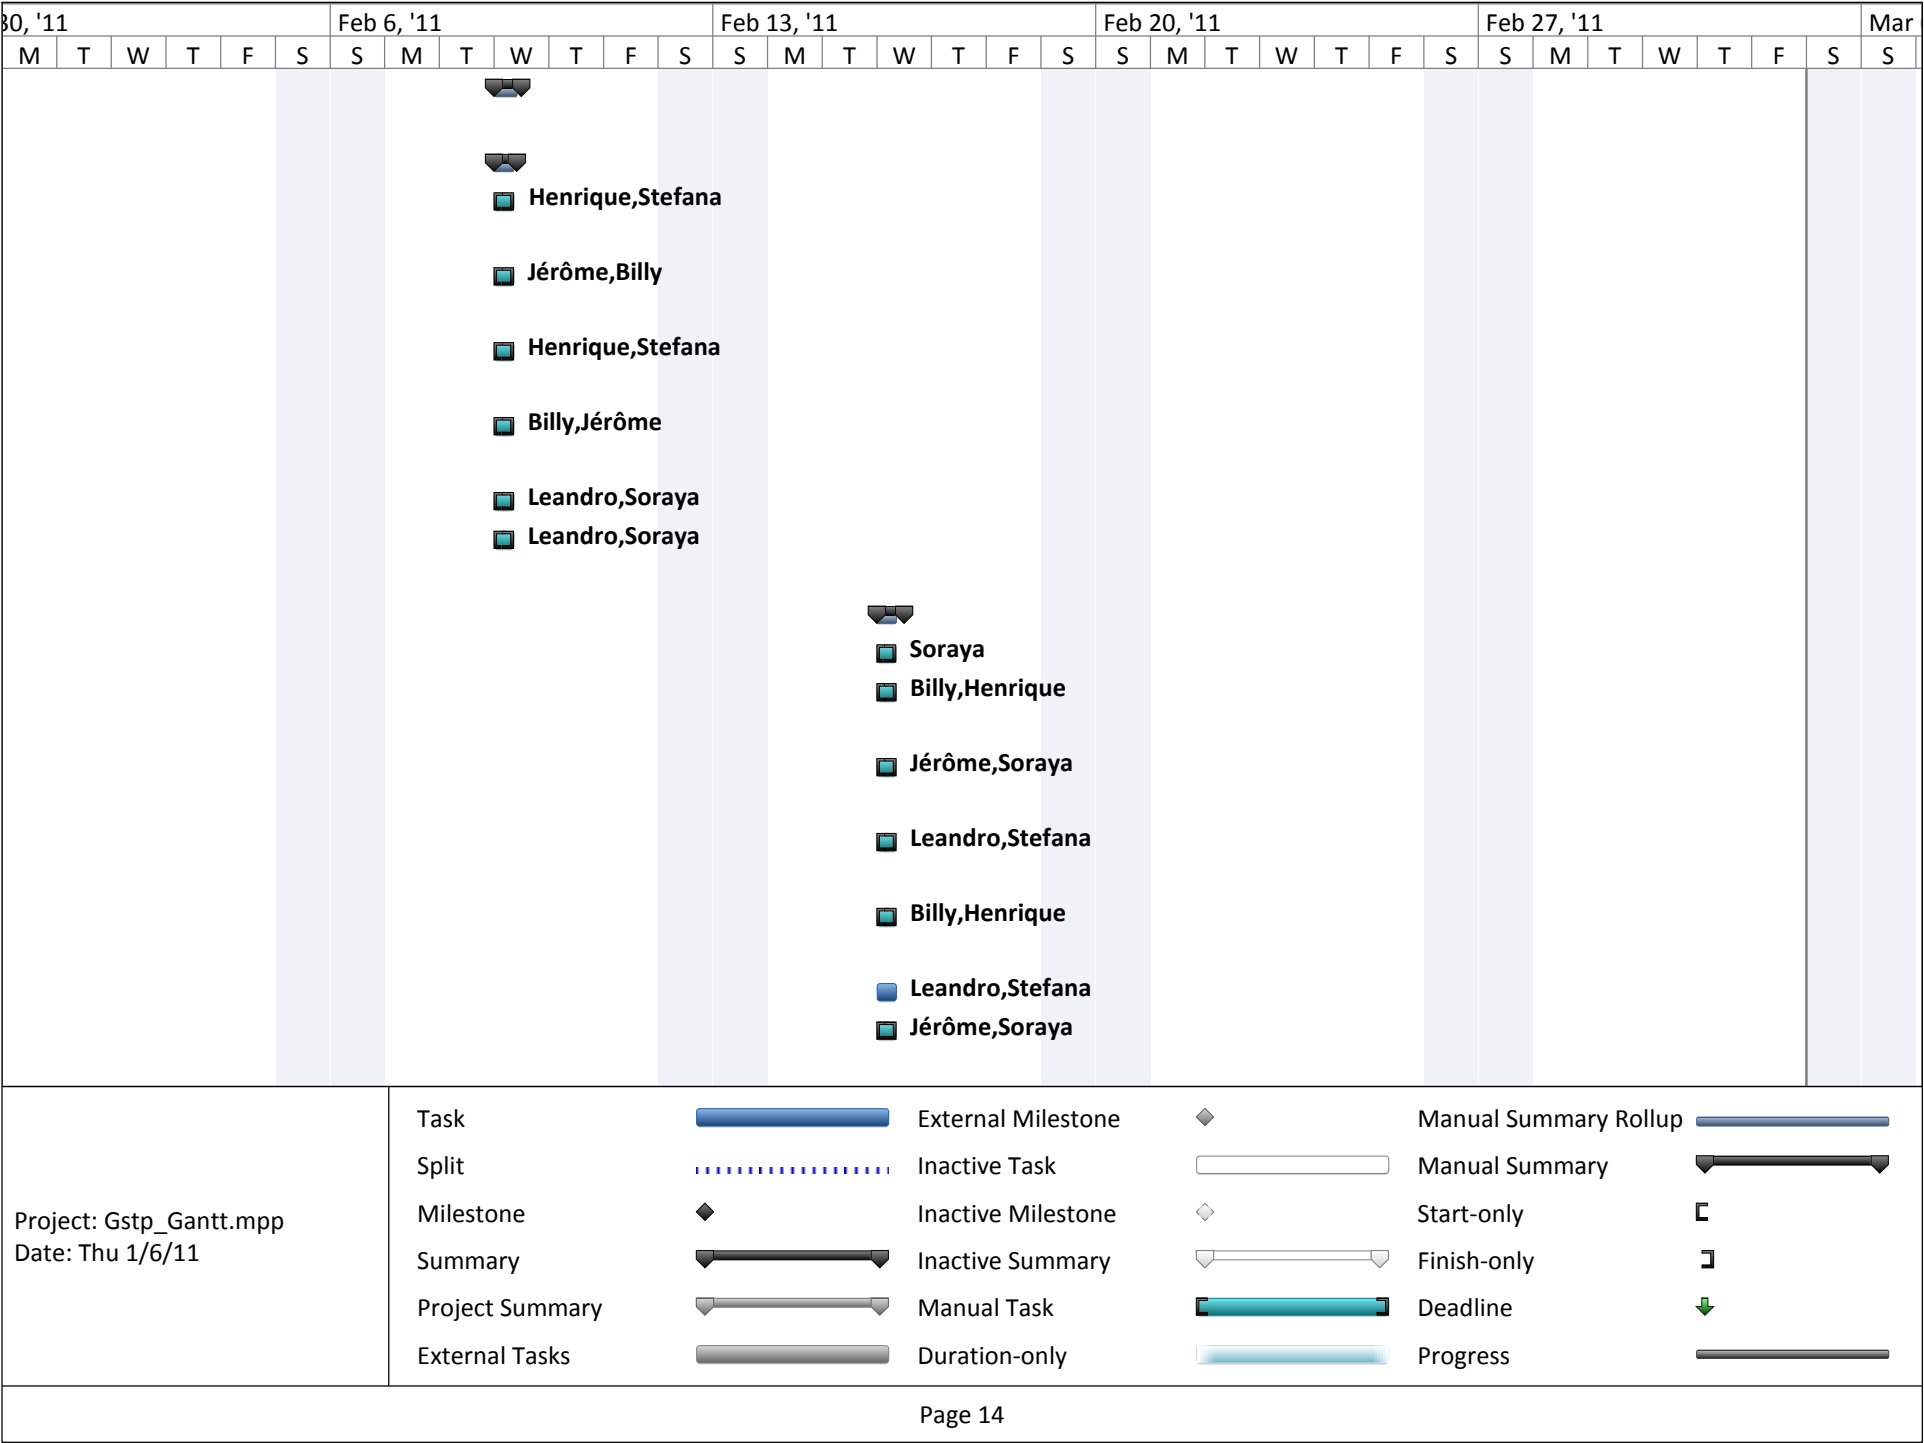 30, '11 Feb 6, '11 Feb 13, '11 Feb 20, '11 Feb 27, '11 Mar
M T W T F S S M T W T F S S M T W T F S S M T W T F S S M T W T F S S
Henrique,Stefana
Jérôme,Billy
Henrique,Stefana
Billy,Jérôme
Leandro,Soraya
Leandro,Soraya
Soraya
Billy,Henrique
Jérôme,Soraya
Leandro,Stefana
Billy,Henrique
Leandro,Stefana
Jérôme,Soraya
Project: Gstp_Gantt.mpp
Date: Thu 1/6/11
Task
Split
Milestone
Summary
Project Summary
External Tasks
External Milestone
Inactive Task
Inactive Milestone
Inactive Summary
Manual Task
Duration-only
Manual Summary Rollup
Manual Summary
Start-only
Finish-only
Deadline
Progress
Page 14